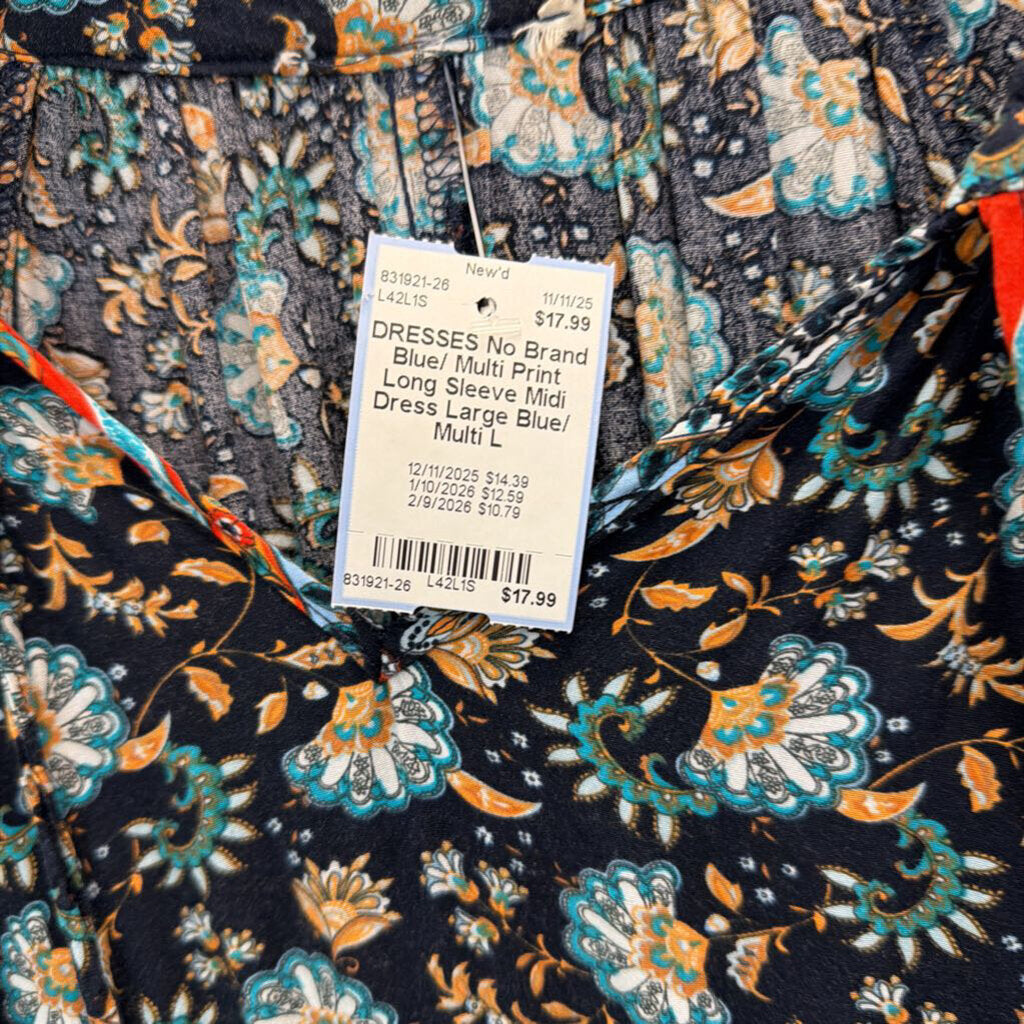 New'd
831921-26 11/11/25
L42L1S $17.99
DRESSES No Brand
Blue/ Multi Print
Long Sleeve Midi
Dress Large Blue/
Multi L
12/11/2025 $14.39
1/10/2026 $12.59
2/9/2026 $10.79
831921-26 L42L1S $17.99